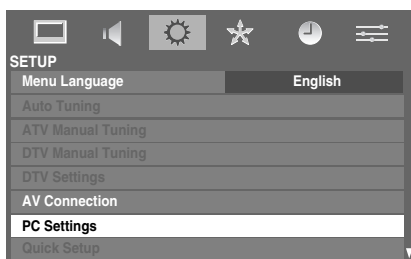 SETUP
Menu Language English
Auto Tuning
ATV Manual Tuning
DTV Manual Tuning
DTV Settings
AV Connection
PC Settings
Quick Setup